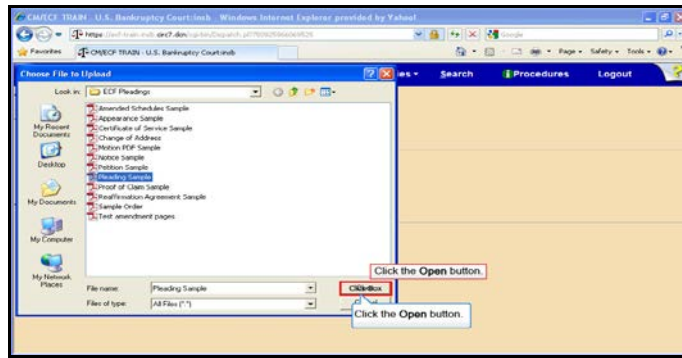 CM/ECF TRAIN - U.S. Bankruptcy Court:insb - Windows Internet Explorer provided by Yahoo!
Google
Favorites CM/ECF TRAIN - U.S. Bankruptcy Court:insb Page Safety Tools
Choose File to Upload
Search Procedures Logout
Look in: ECF Pleadings
My Recent Documents
Desktop
My Documents
My Computer
My Network Places
Amended Schedules Sample
Appearance Sample
Certificate of Service Sample
Change of Address
Motion PDF Sample
Notice Sample
Petition Sample
Pleading Sample
Proof of Claim Sample
Reaffirmation Agreement Sample
Sample Order
Test amendment pages
Click the Open button.
File name: Pleading Sample
Files of type: All Files (*.*)
Click the Open button.